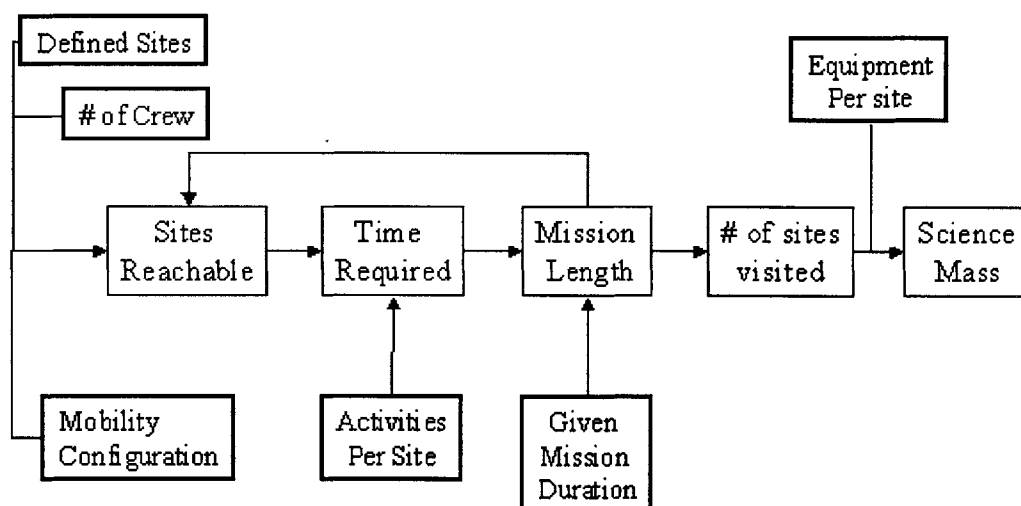 Defined Sites
# of Crew
Equipment
Per site
Sites
Reachable
Time
Required
Mission
Length
# of sites
visited
Science
Mass
Mobility
Configuration
Activities
Per Site
Given
Mission
Duration